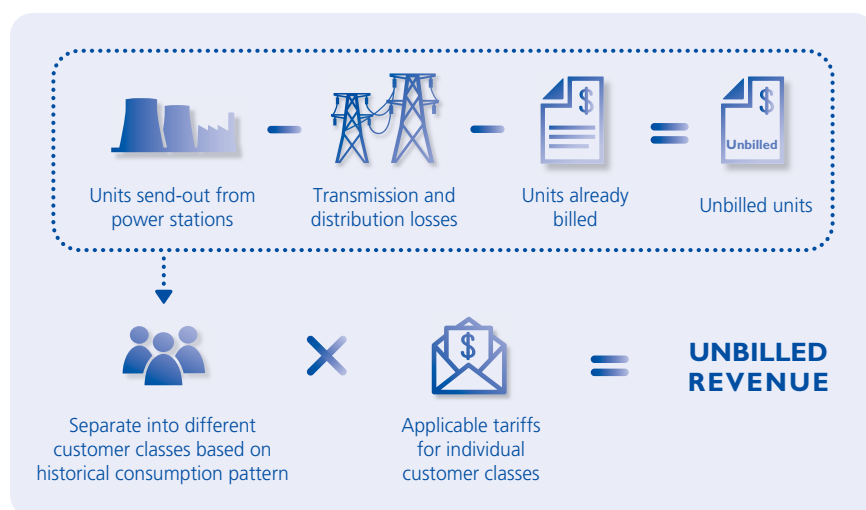 $
$
Unbilled
Units send-out from
power stations
Transmission and
distribution losses
Units already
billed
Unbilled units
$
UNBILLED
REVENUE
Separate into different
customer classes based on
historical consumption pattern
Applicable tariffs
for individual
customer classes